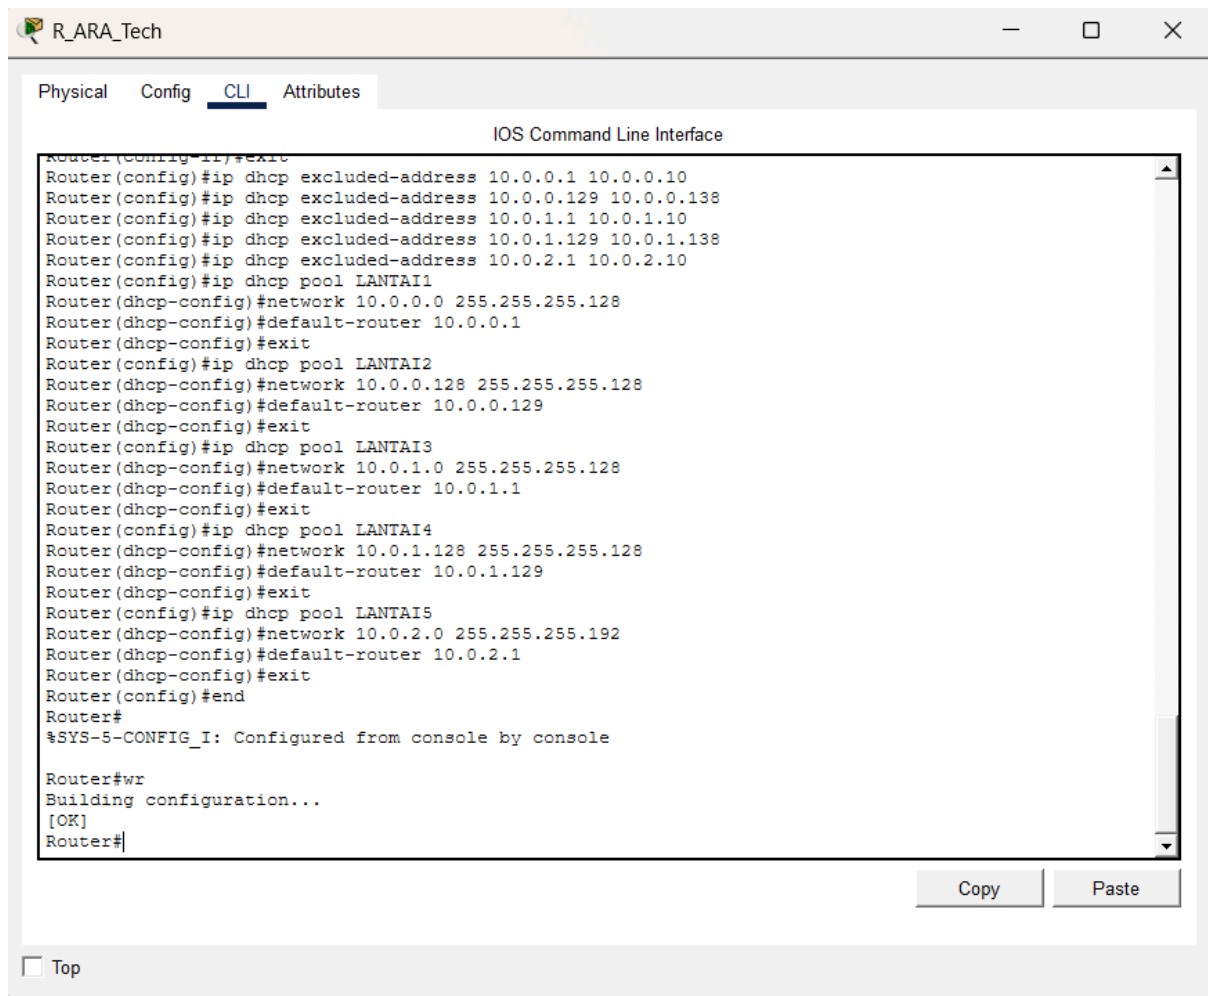 R_ARA_Tech
Physical Config CLI Attributes
IOS Command Line Interface
Router(config-if)#exit
Router(config)#ip dhcp excluded-address 10.0.0.1 10.0.0.10
Router(config)#ip dhcp excluded-address 10.0.0.129 10.0.0.138
Router(config)#ip dhcp excluded-address 10.0.1.1 10.0.1.10
Router(config)#ip dhcp excluded-address 10.0.1.129 10.0.1.138
Router(config)#ip dhcp excluded-address 10.0.2.1 10.0.2.10
Router(config)#ip dhcp pool LANTAI1
Router(dhcp-config)#network 10.0.0.0 255.255.255.128
Router(dhcp-config)#default-router 10.0.0.1
Router(dhcp-config)#exit
Router(config)#ip dhcp pool LANTAI2
Router(dhcp-config)#network 10.0.0.128 255.255.255.128
Router(dhcp-config)#default-router 10.0.0.129
Router(dhcp-config)#exit
Router(config)#ip dhcp pool LANTAI3
Router(dhcp-config)#network 10.0.1.0 255.255.255.128
Router(dhcp-config)#default-router 10.0.1.1
Router(dhcp-config)#exit
Router(config)#ip dhcp pool LANTAI4
Router(dhcp-config)#network 10.0.1.128 255.255.255.128
Router(dhcp-config)#default-router 10.0.1.129
Router(dhcp-config)#exit
Router(config)#ip dhcp pool LANTAI5
Router(dhcp-config)#network 10.0.2.0 255.255.255.192
Router(dhcp-config)#default-router 10.0.2.1
Router(dhcp-config)#exit
Router(config)#end
Router#
%SYS-5-CONFIG_I: Configured from console by console
Router#wr
Building configuration...
[OK]
Router#
Copy Paste
Top